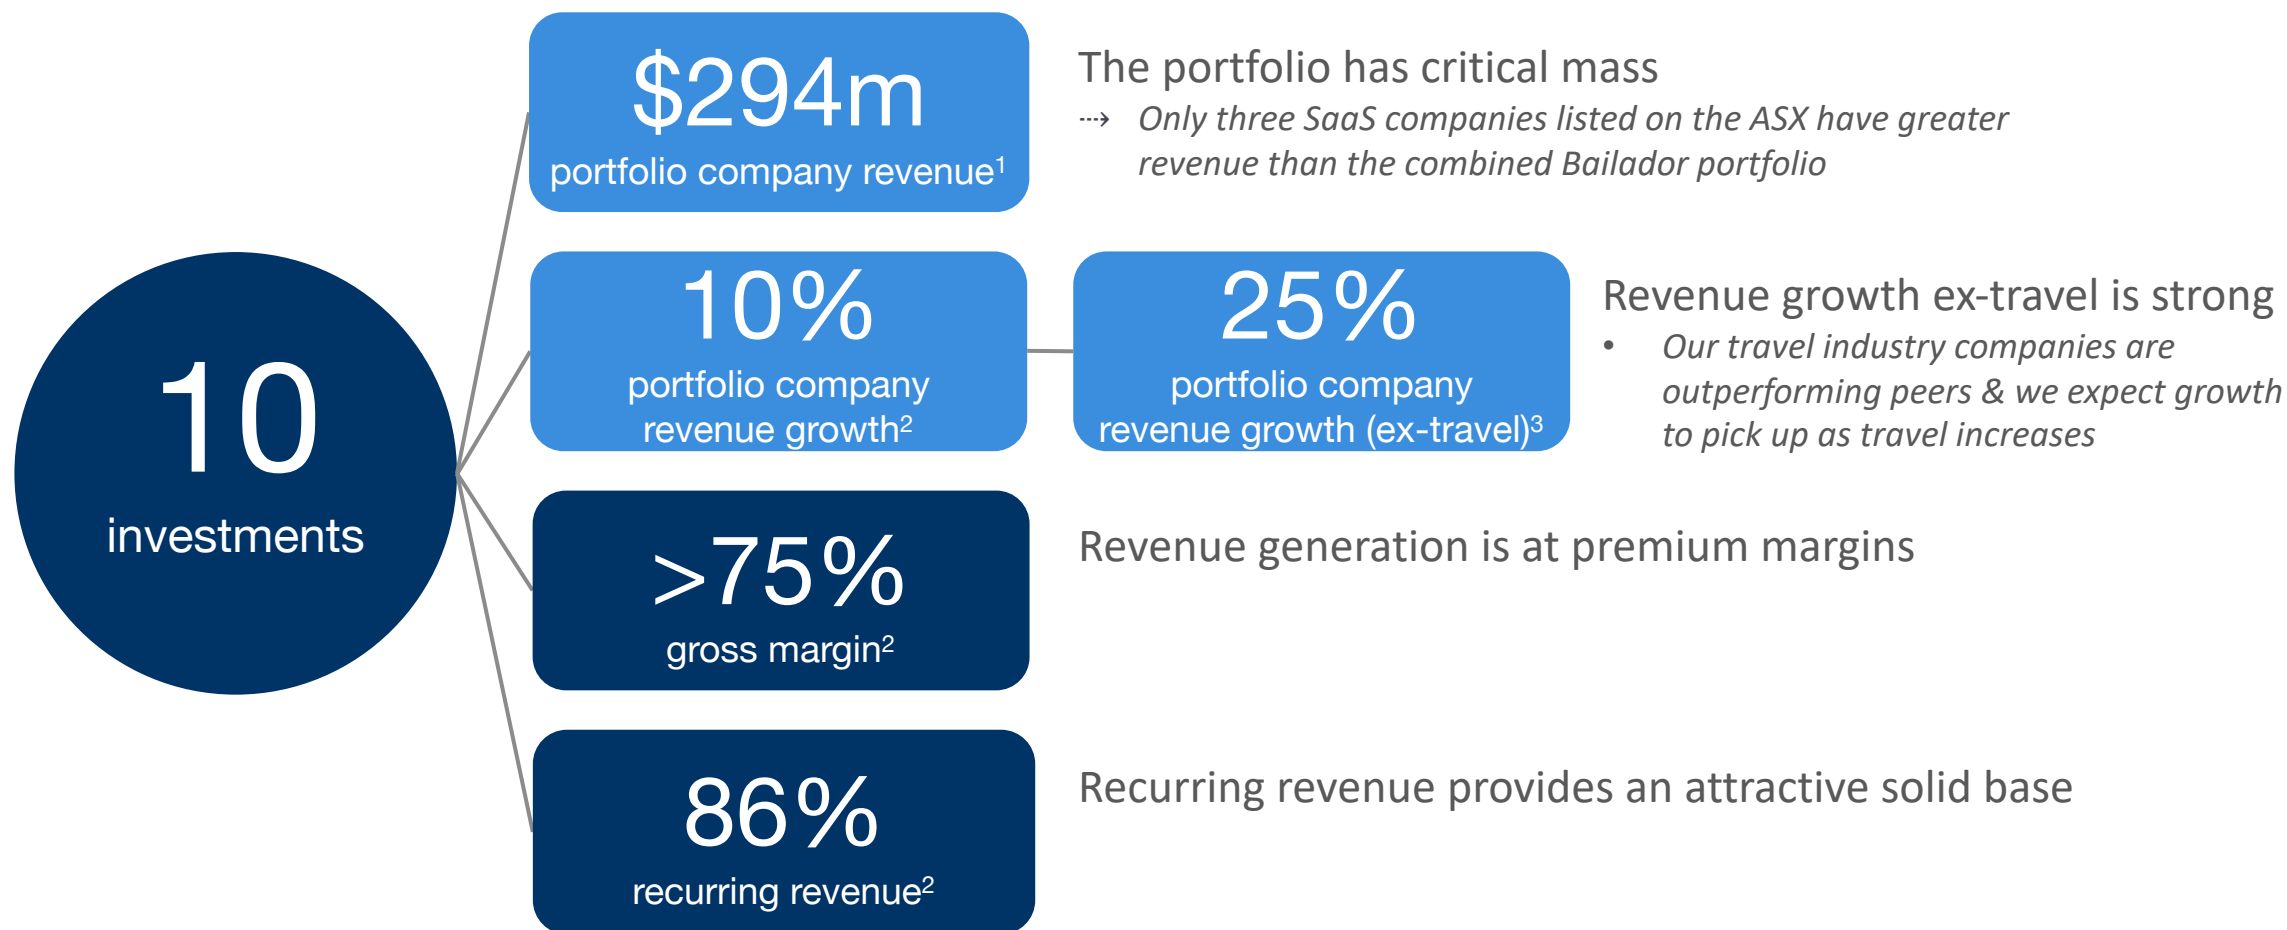 10
investments
$294m
portfolio company revenue¹
The portfolio has critical mass
⤑ Only three SaaS companies listed on the ASX have greater
revenue than the combined Bailador portfolio
10%
portfolio company
revenue growth²
25%
portfolio company
revenue growth (ex-travel)³
Revenue growth ex-travel is strong
• Our travel industry companies are
outperforming peers & we expect growth
to pick up as travel increases
>75%
gross margin²
Revenue generation is at premium margins
86%
recurring revenue²
Recurring revenue provides an attractive solid base